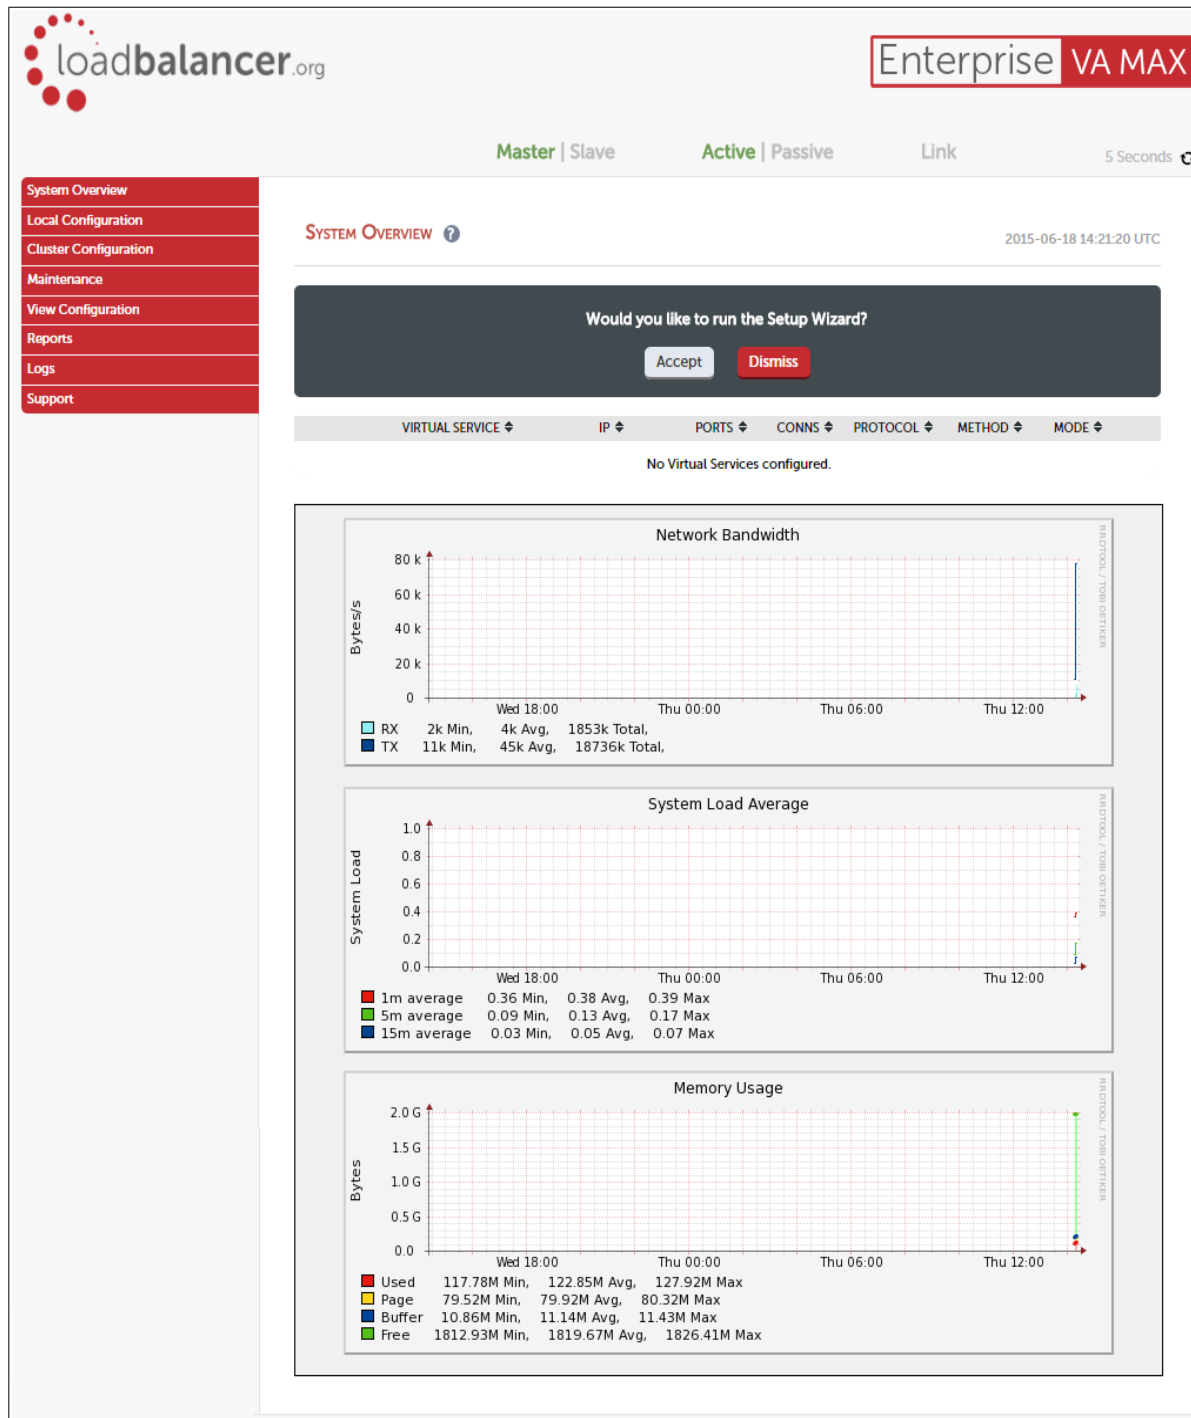 loadbalancer.org
Enterprise VA MAX
Master | Slave Active | Passive Link 5 Seconds
System Overview
Local Configuration
Cluster Configuration
Maintenance
View Configuration
Reports
Logs
Support
SYSTEM OVERVIEW ?
2015-06-18 14:21:20 UTC
Would you like to run the Setup Wizard?
Accept Dismiss
VIRTUAL SERVICE IP PORTS CONNS PROTOCOL METHOD MODE
No Virtual Services configured.
Network Bandwidth
RRDTOOL / TOBI OETIKER
Bytes/s
80 k
60 k
40 k
20 k
0
Wed 18:00 Thu 00:00 Thu 06:00 Thu 12:00
RX 2k Min, 4k Avg, 1853k Total,
TX 11k Min, 45k Avg, 18736k Total,
System Load Average
RRDTOOL / TOBI OETIKER
System Load
1.0
0.8
0.6
0.4
0.2
0.0
Wed 18:00 Thu 00:00 Thu 06:00 Thu 12:00
1m average 0.36 Min, 0.38 Avg, 0.39 Max
5m average 0.09 Min, 0.13 Avg, 0.17 Max
15m average 0.03 Min, 0.05 Avg, 0.07 Max
Memory Usage
RRDTOOL / TOBI OETIKER
Bytes
2.0 G
1.5 G
1.0 G
0.5 G
0.0
Wed 18:00 Thu 00:00 Thu 06:00 Thu 12:00
Used 117.78M Min, 122.85M Avg, 127.92M Max
Page 79.52M Min, 79.92M Avg, 80.32M Max
Buffer 10.86M Min, 11.14M Avg, 11.43M Max
Free 1812.93M Min, 1819.67M Avg, 1826.41M Max